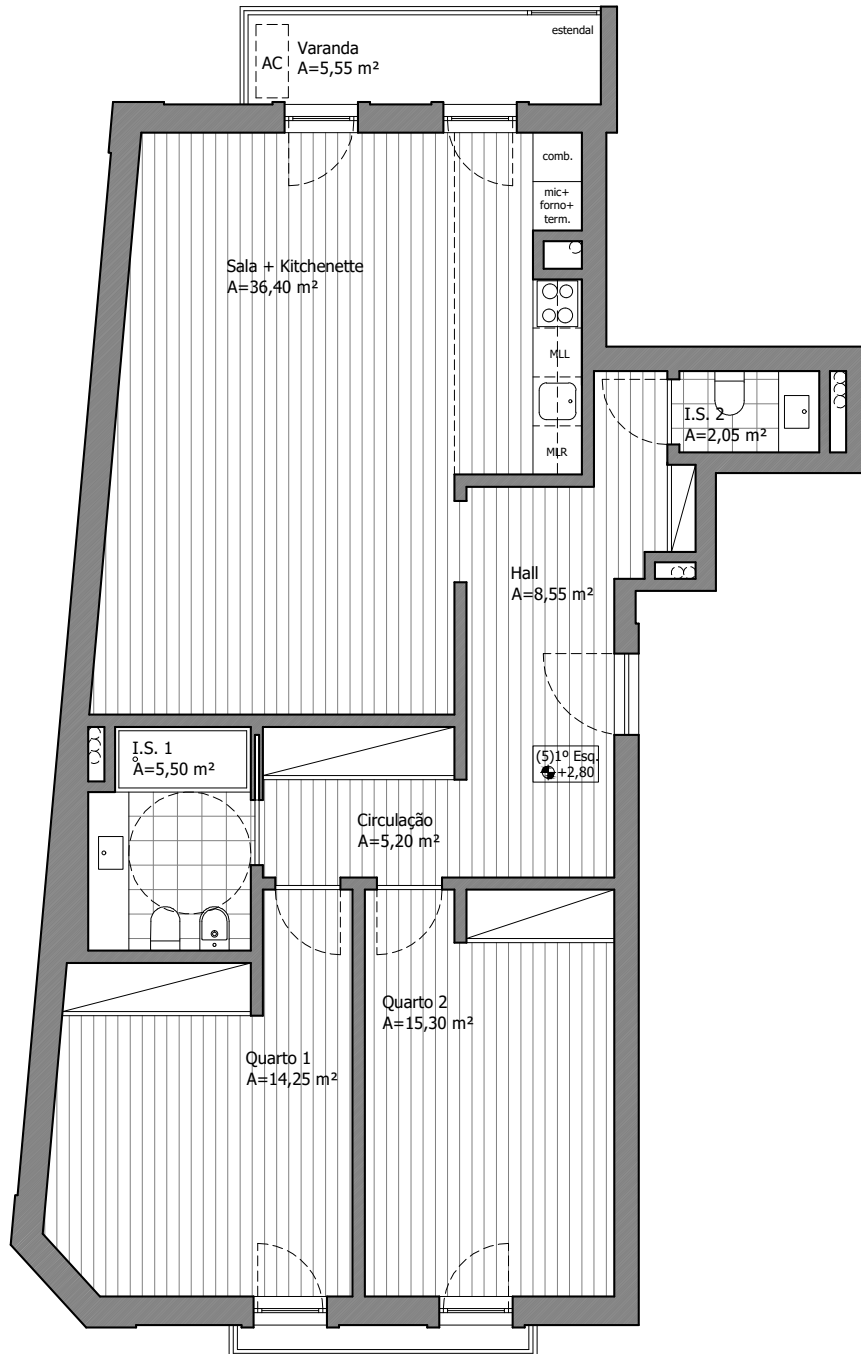 estendal
AC
Varanda
A=5,55 m²
comb.
mic+
forno+
term.
Sala + Kitchenette
A=36,40 m²
MLL
I.S. 2
A=2,05 m²
MLR
Hall
A=8,55 m²
I.S. 1
A=5,50 m²
(5)1º Esq.
+2,80
Circulação
A=5,20 m²
Quarto 2
A=15,30 m²
Quarto 1
A=14,25 m²